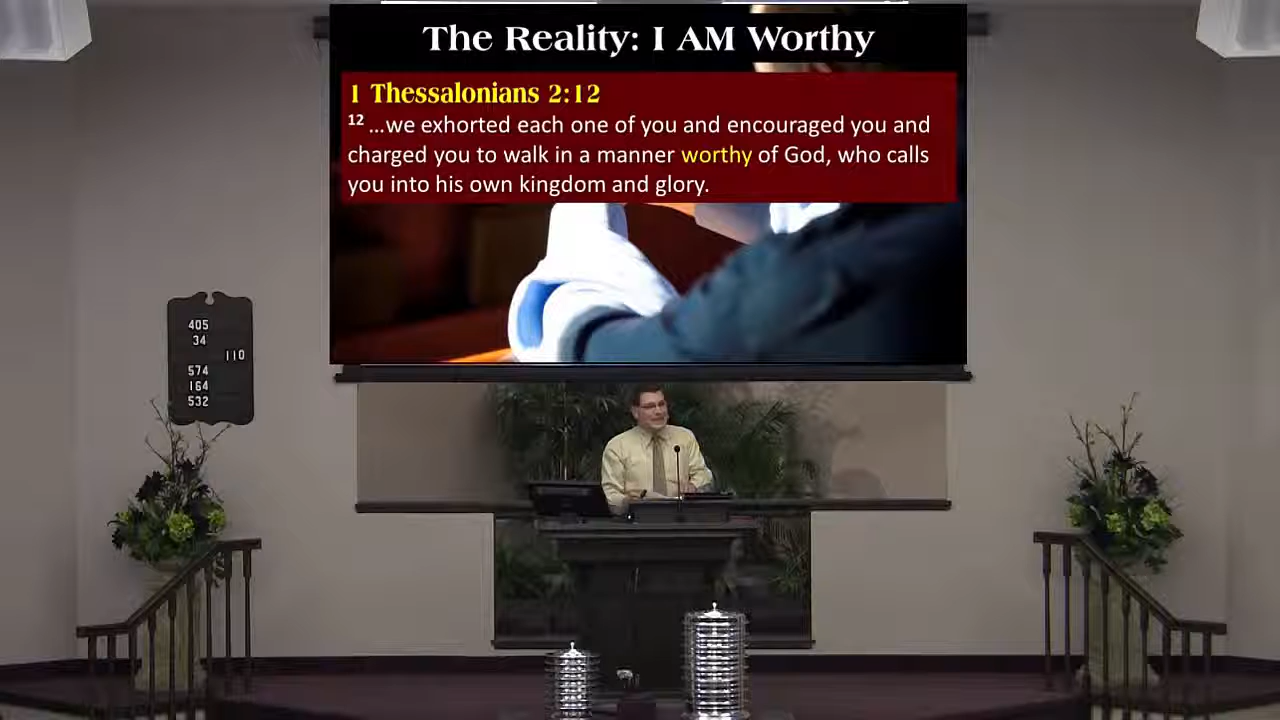 The Reality: I AM Worthy
1 Thessalonians 2:12
12 ...we exhorted each one of you and encouraged you and
charged you to walk in a manner worthy of God, who calls
you into his own kingdom and glory.
405
34
110
574
164
532